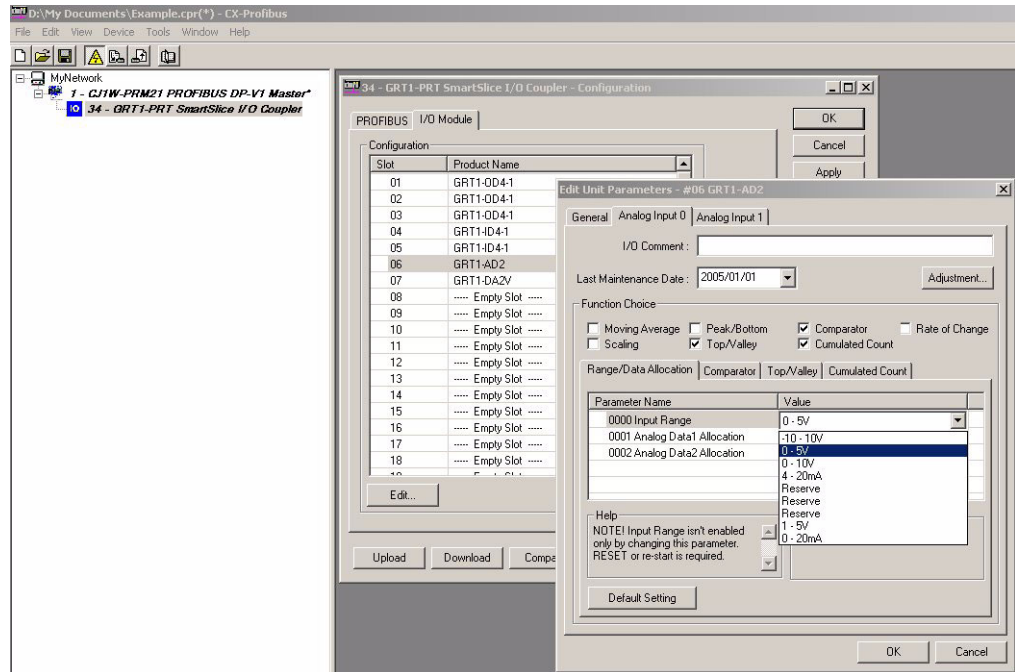 D:\My Documents\Example.cpr(*) - CX-Profibus
File Edit View Device Tools Window Help
MyNetwork
1 - CJ1W-PRM21 PROFIBUS DP-V1 Master*
34 - GRT1-PRT SmartSlice I/O Coupler
34 - GRT1-PRT SmartSlice I/O Coupler - Configuration
PROFIBUS I/O Module
OK
Cancel
Apply
Configuration
Slot Product Name
01 GRT1-OD4-1
02 GRT1-OD4-1
03 GRT1-OD4-1
04 GRT1-ID4-1
05 GRT1-ID4-1
06 GRT1-AD2
07 GRT1-DA2V
08 ----- Empty Slot -----
09 ----- Empty Slot -----
10 ----- Empty Slot -----
11 ----- Empty Slot -----
12 ----- Empty Slot -----
13 ----- Empty Slot -----
14 ----- Empty Slot -----
15 ----- Empty Slot -----
16 ----- Empty Slot -----
17 ----- Empty Slot -----
18 ----- Empty Slot -----
Edit...
Upload Download
Edit Unit Parameters - #06 GRT1-AD2
General Analog Input 0 Analog Input 1
I/O Comment :
Last Maintenance Date : 2005/01/01 Adjustment...
Function Choice
Moving Average Peak/Bottom Comparator Rate of Change
Scaling Top/Valley Cumulated Count
Range/Data Allocation Comparator Top/Valley Cumulated Count
Parameter Name Value
0000 Input Range 0 - 5V
0001 Analog Data1 Allocation
0002 Analog Data2 Allocation
-10 - 10V
0 - 5V
0 - 10V
4 - 20mA
Reserve
Reserve
Reserve
1 - 5V
0 - 20mA
Help
NOTE! Input Range isn't enabled
only by changing this parameter.
RESET or re-start is required.
Default Setting
OK Cancel